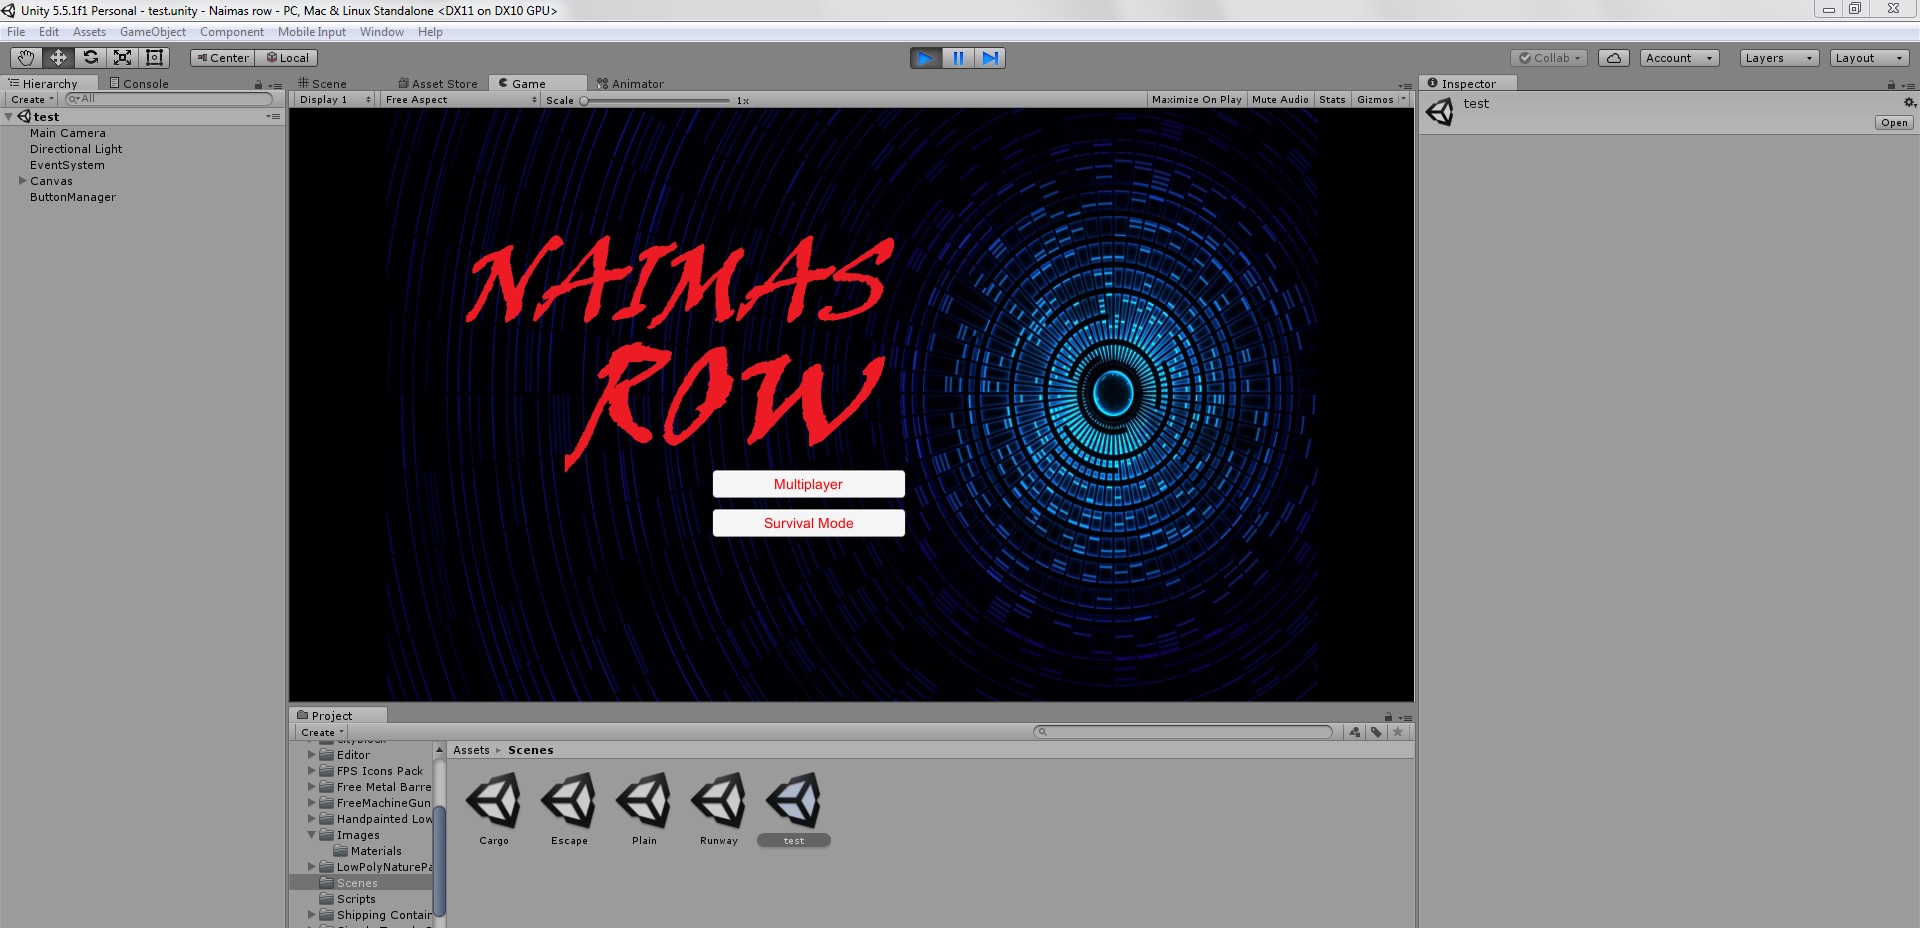 Unity 5.5.1f1 Personal - test.unity - Naimas row - PC, Mac & Linux Standalone <DX11 on DX10 GPU>
File Edit Assets GameObject Component Mobile Input Window Help
Center Local Collab Account Layers Layout
Hierarchy Console Scene Asset Store Game Animator Inspector
Create All Display 1 Free Aspect Scale 1x Maximize On Play Mute Audio Stats Gizmos test
Open
test
Main Camera
Directional Light
EventSystem
Canvas
ButtonManager
NAIMAS
ROW
Multiplayer
Survival Mode
Project
Create
Assets Scenes
Editor
FPS Icons Pack
Free Metal Barre
FreeMachineGun
Handpainted Low
Images
Materials
LowPolyNaturePa
Scenes
Scripts
Shipping Contain
Cargo Escape Plain Runway test